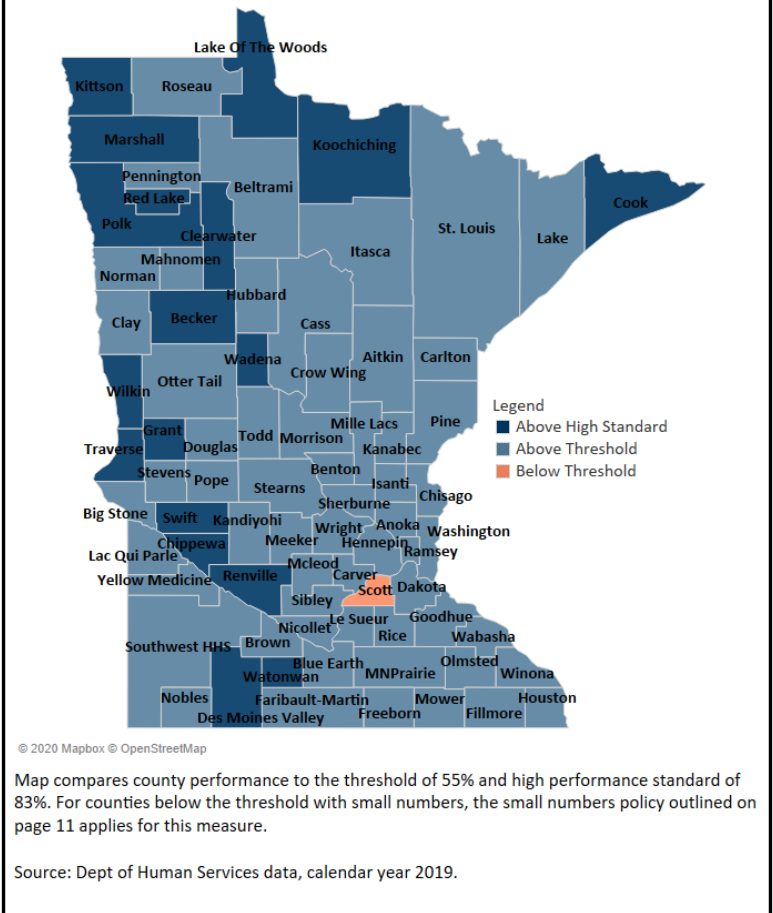 Lake Of The Woods
Kittson
Roseau
Marshall
Koochiching
Pennington
Beltrami
Red Lake
Cook
Polk
St. Louis
Clearwater
Lake
Itasca
Mahnomen
Norman
Hubbard
Clay
Becker
Cass
Wadena
Aitkin
Carlton
Crow Wing
Otter Tail
Wilkin
Legend
Mille Lacs
Pine
Above High Standard
Grant
Todd
Morrison
Traverse
Douglas
Kanabec
Above Threshold
Benton
Below Threshold
Stevens
Pope
Isanti
Stearns
Chisago
Sherburne
Big Stone
Swift
Kandiyohi
Anoka
Wright
Washington
Chippewa
Meeker
Hennepin
Ramsey
Lac Qui Parle
Mcleod
Yellow Medicine
Renville
Carver
Scott
Dakota
Sibley
Le Sueur
Goodhue
Nicollet
Rice
Wabasha
Southwest HHS
Brown
Blue Earth
Olmsted
Watonwan
MNPrairie
Winona
Nobles
Faribault-Martin
Mower
Houston
Des Moines Valley
Freeborn
Fillmore
© 2020 Mapbox © OpenStreetMap
Map compares county performance to the threshold of 55% and high performance standard of
83%. For counties below the threshold with small numbers, the small numbers policy outlined on
page 11 applies for this measure.
Source: Dept of Human Services data, calendar year 2019.